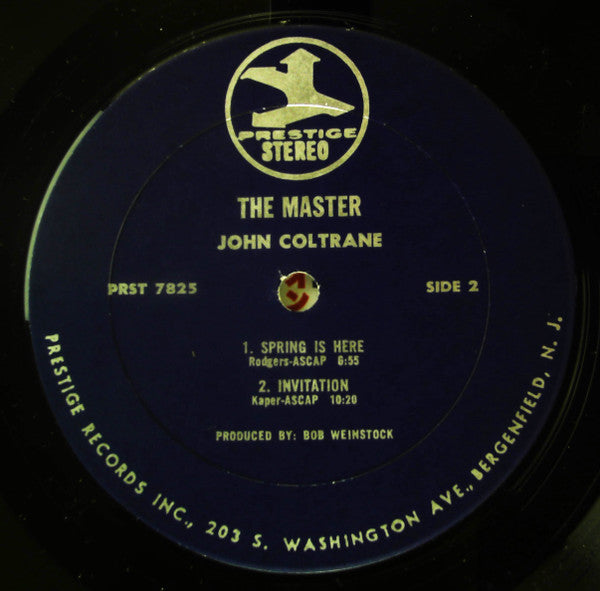 PRESTIGE
STEREO
THE MASTER
JOHN COLTRANE
PRST 7825
SIDE 2
1. SPRING IS HERE
Rodgers-ASCAP 6:55
2. INVITATION
Kaper-ASCAP 10:20
PRODUCED BY: BOB WEINSTOCK
PRESTIGE RECORDS INC., 203 S. WASHINGTON AVE., BERGENFIELD, N. J.